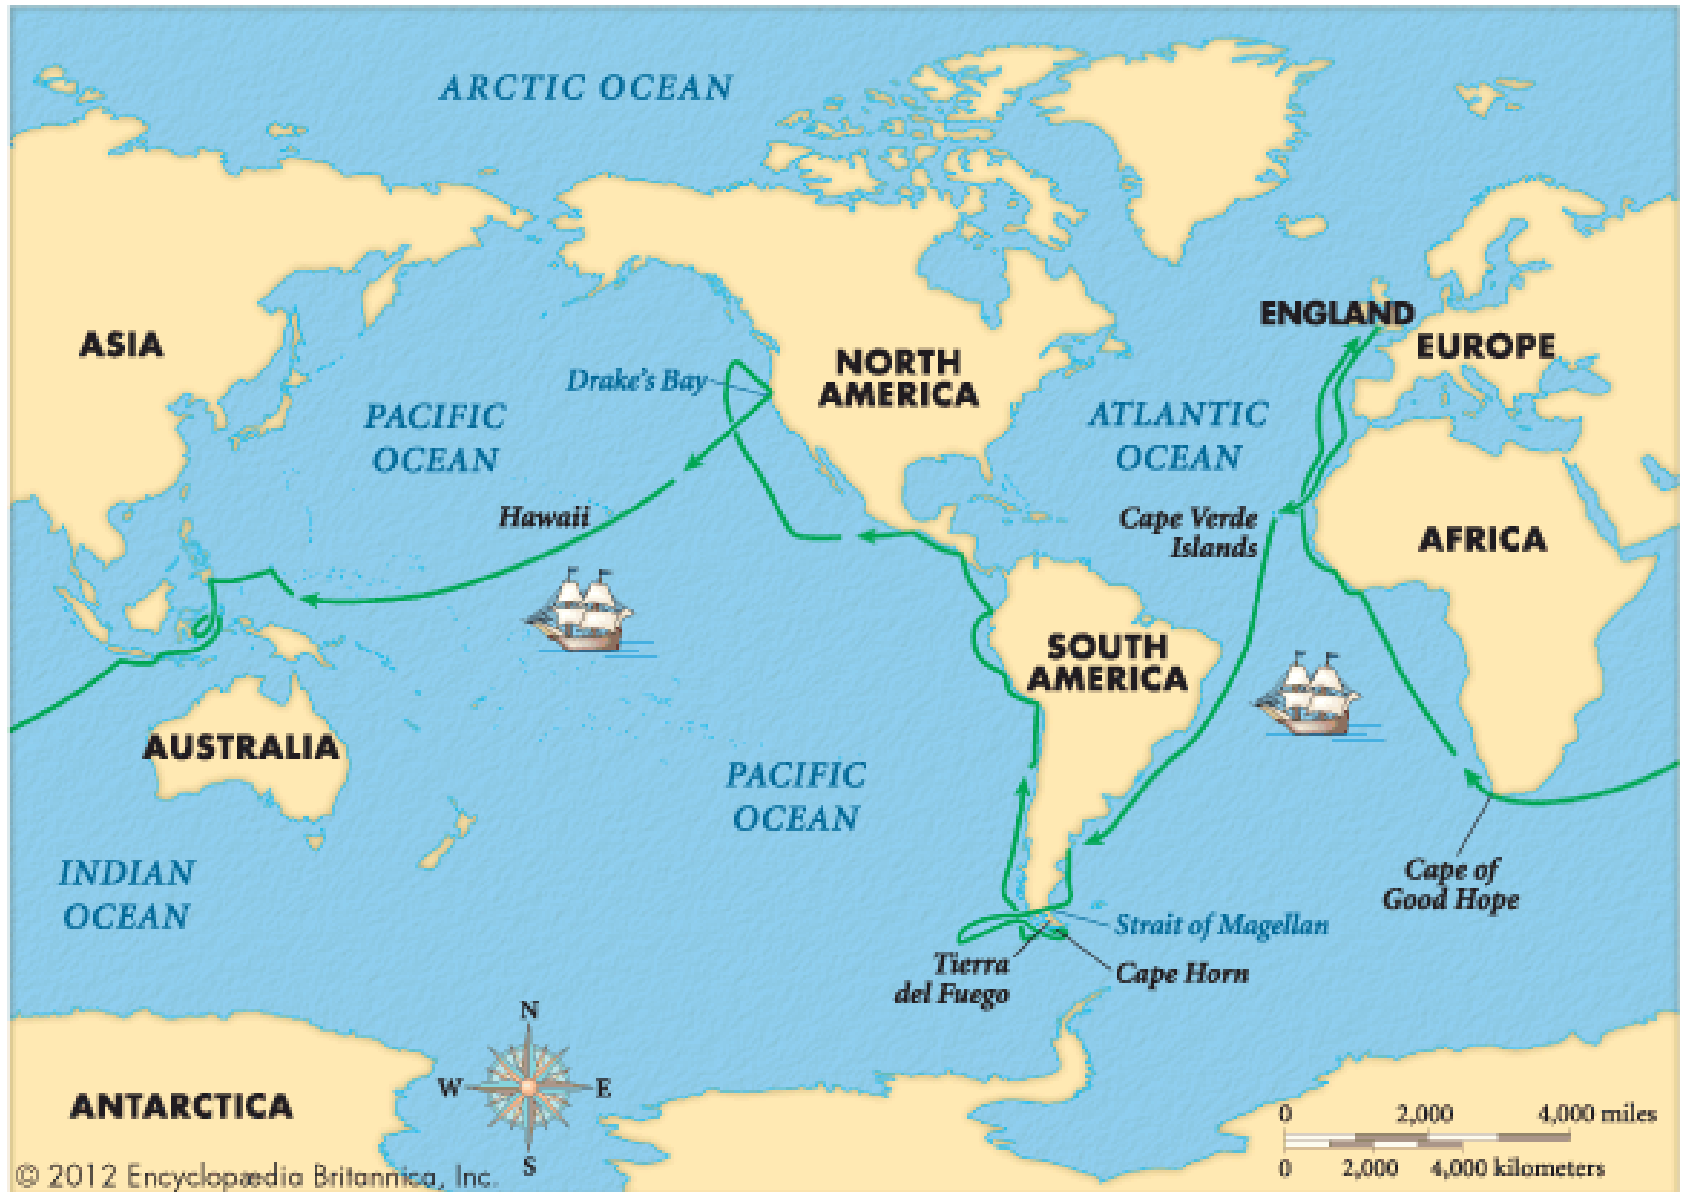 ARCTIC OCEAN
ENGLAND
ASIA
EUROPE
NORTH
AMERICA
Drake's Bay
PACIFIC
OCEAN
ATLANTIC
OCEAN
Hawaii
Cape Verde
Islands
AFRICA
SOUTH
AMERICA
AUSTRALIA
PACIFIC
OCEAN
INDIAN
OCEAN
Cape of
Good Hope
Strait of Magellan
Tierra
del Fuego
Cape Horn
N
W
E
S
ANTARCTICA
0 2,000 4,000 miles
0 2,000 4,000 kilometers
© 2012 Encyclopædia Britannica, Inc.